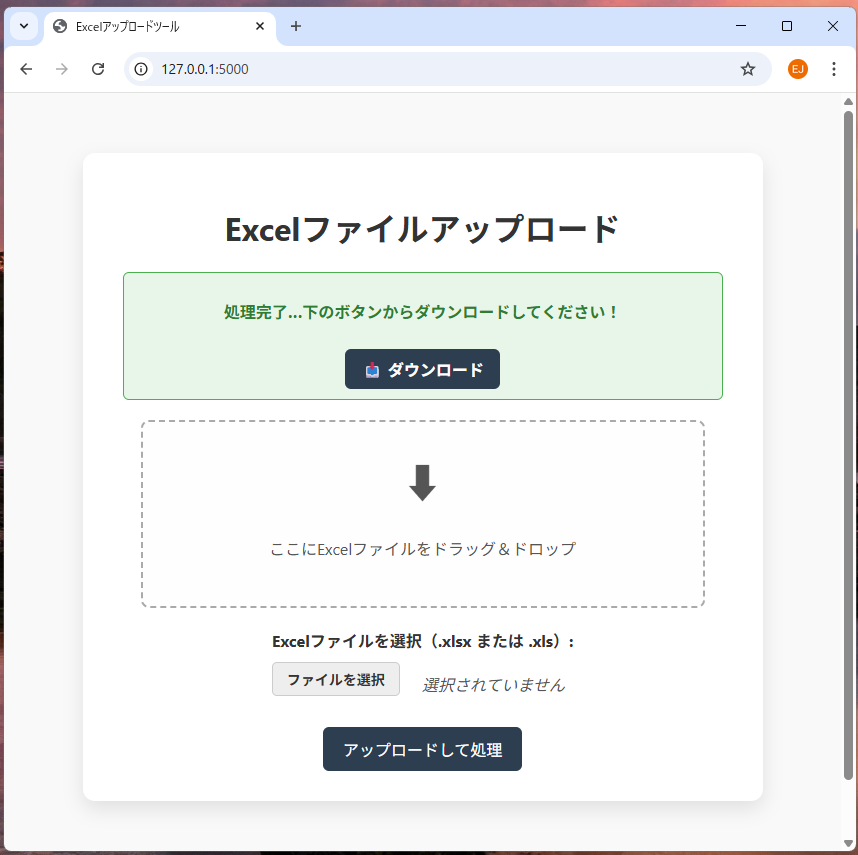 Excelアップロードツール
127.0.0.1:5000
EJ
Excelファイルアップロード
処理完了...下のボタンからダウンロードしてください！
ダウンロード
ここにExcelファイルをドラッグ＆ドロップ
Excelファイルを選択（.xlsx または .xls）:
ファイルを選択 選択されていません
アップロードして処理